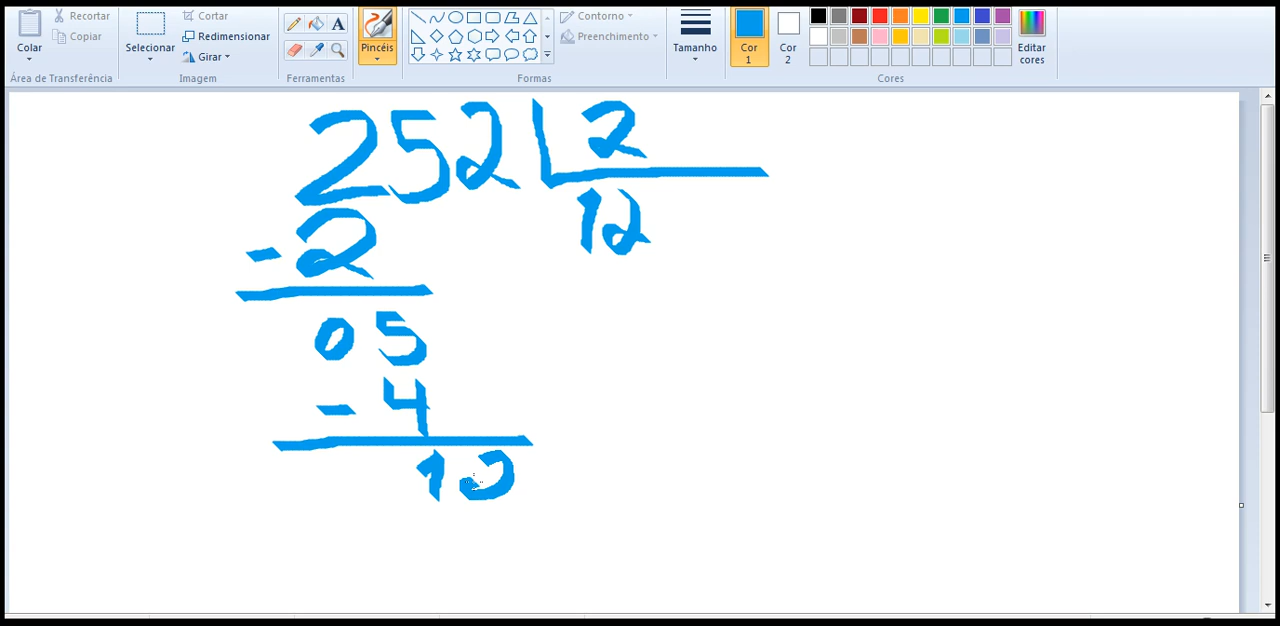 Colar
Recortar
Copiar
Área de Transferência
Selecionar
Cortar
Redimensionar
Girar
Imagem
A
Ferramentas
Pincéis
Contorno
Preenchimento
Formas
Tamanho
Cor 1
Cor 2
Editar cores
Cores
252 2
- 2 12
05
- 4
1